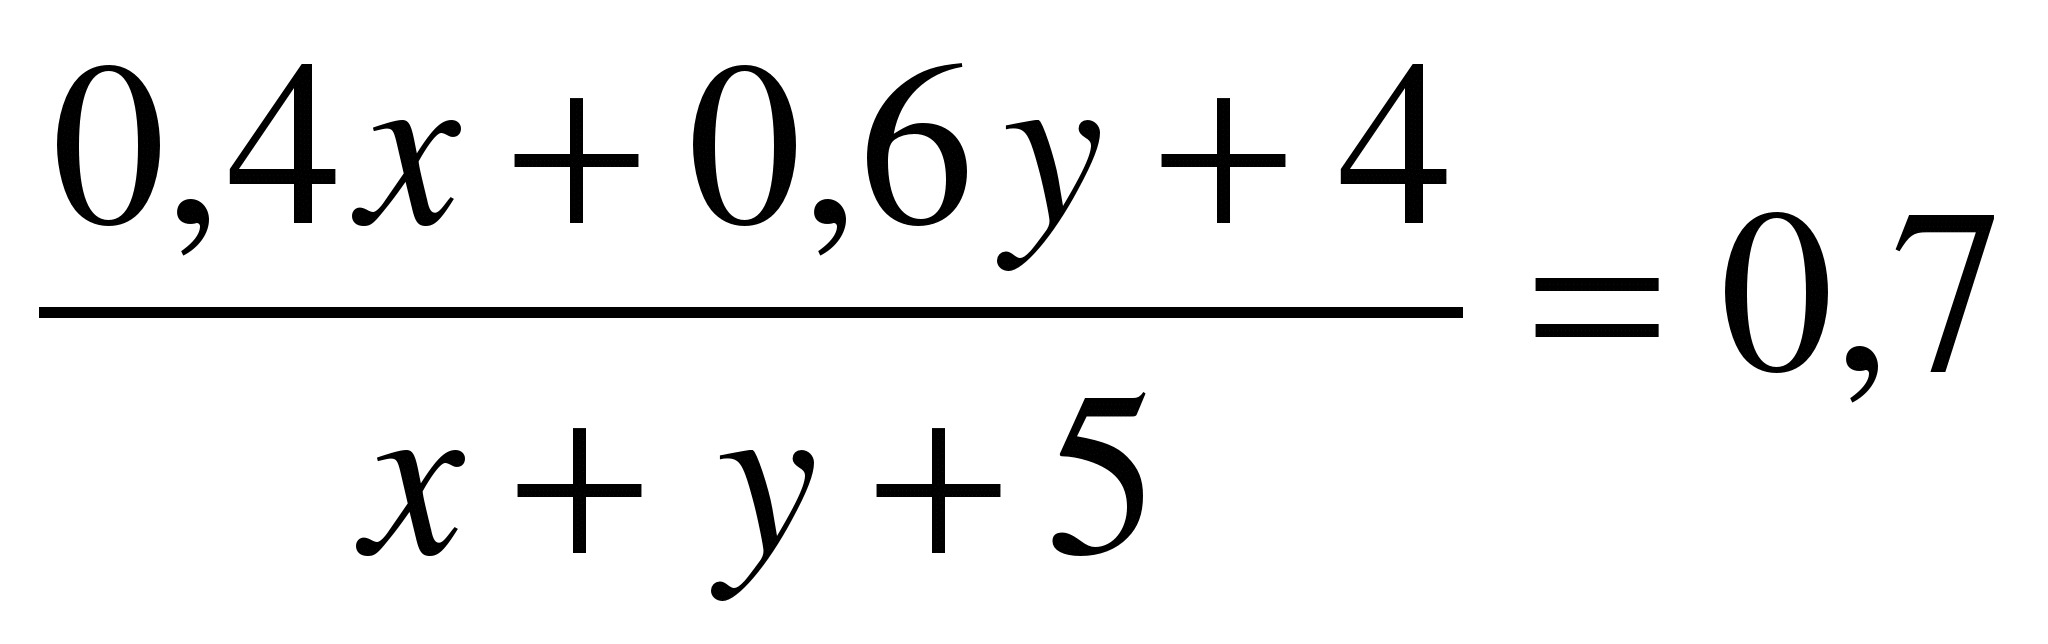 0,4x + 0,6y + 4
x + y + 5
= 0,7